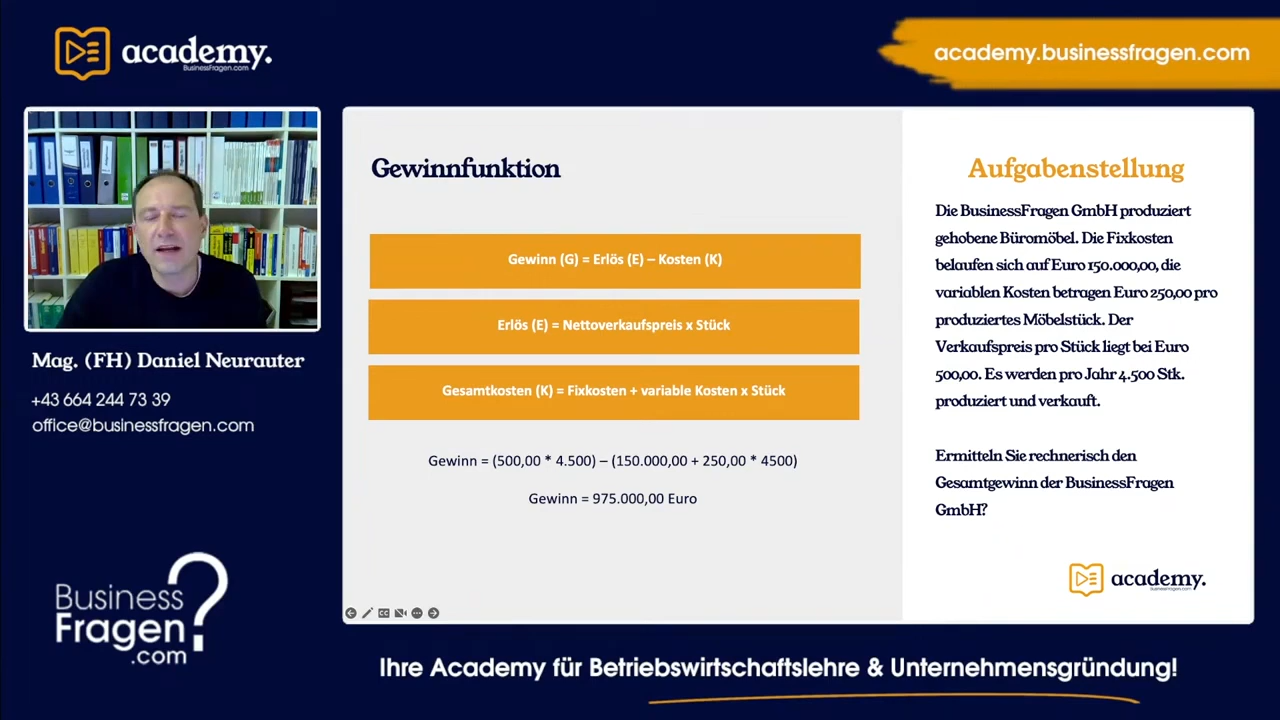 academy.
BusinessFragen.com
academy.businessfragen.com
Mag. (FH) Daniel Neurauter
+43 664 244 73 39
office@businessfragen.com
Business
Fragen
.com
?
Gewinnfunktion
Gewinn (G) = Erlös (E) – Kosten (K)
Erlös (E) = Nettoverkaufspreis x Stück
Gesamtkosten (K) = Fixkosten + variable Kosten x Stück
Gewinn = (500,00 * 4.500) – (150.000,00 + 250,00 * 4500)
Gewinn = 975.000,00 Euro
Aufgabenstellung
Die BusinessFragen GmbH produziert
gehobene Büromöbel. Die Fixkosten
belaufen sich auf Euro 150.000,00, die
variablen Kosten betragen Euro 250,00 pro
produziertes Möbelstück. Der
Verkaufspreis pro Stück liegt bei Euro
500,00. Es werden pro Jahr 4.500 Stk.
produziert und verkauft.
Ermitteln Sie rechnerisch den
Gesamtgewinn der BusinessFragen
GmbH?
academy.
BusinessFragen.com
Ihre Academy für Betriebswirtschaftslehre & Unternehmensgründung!